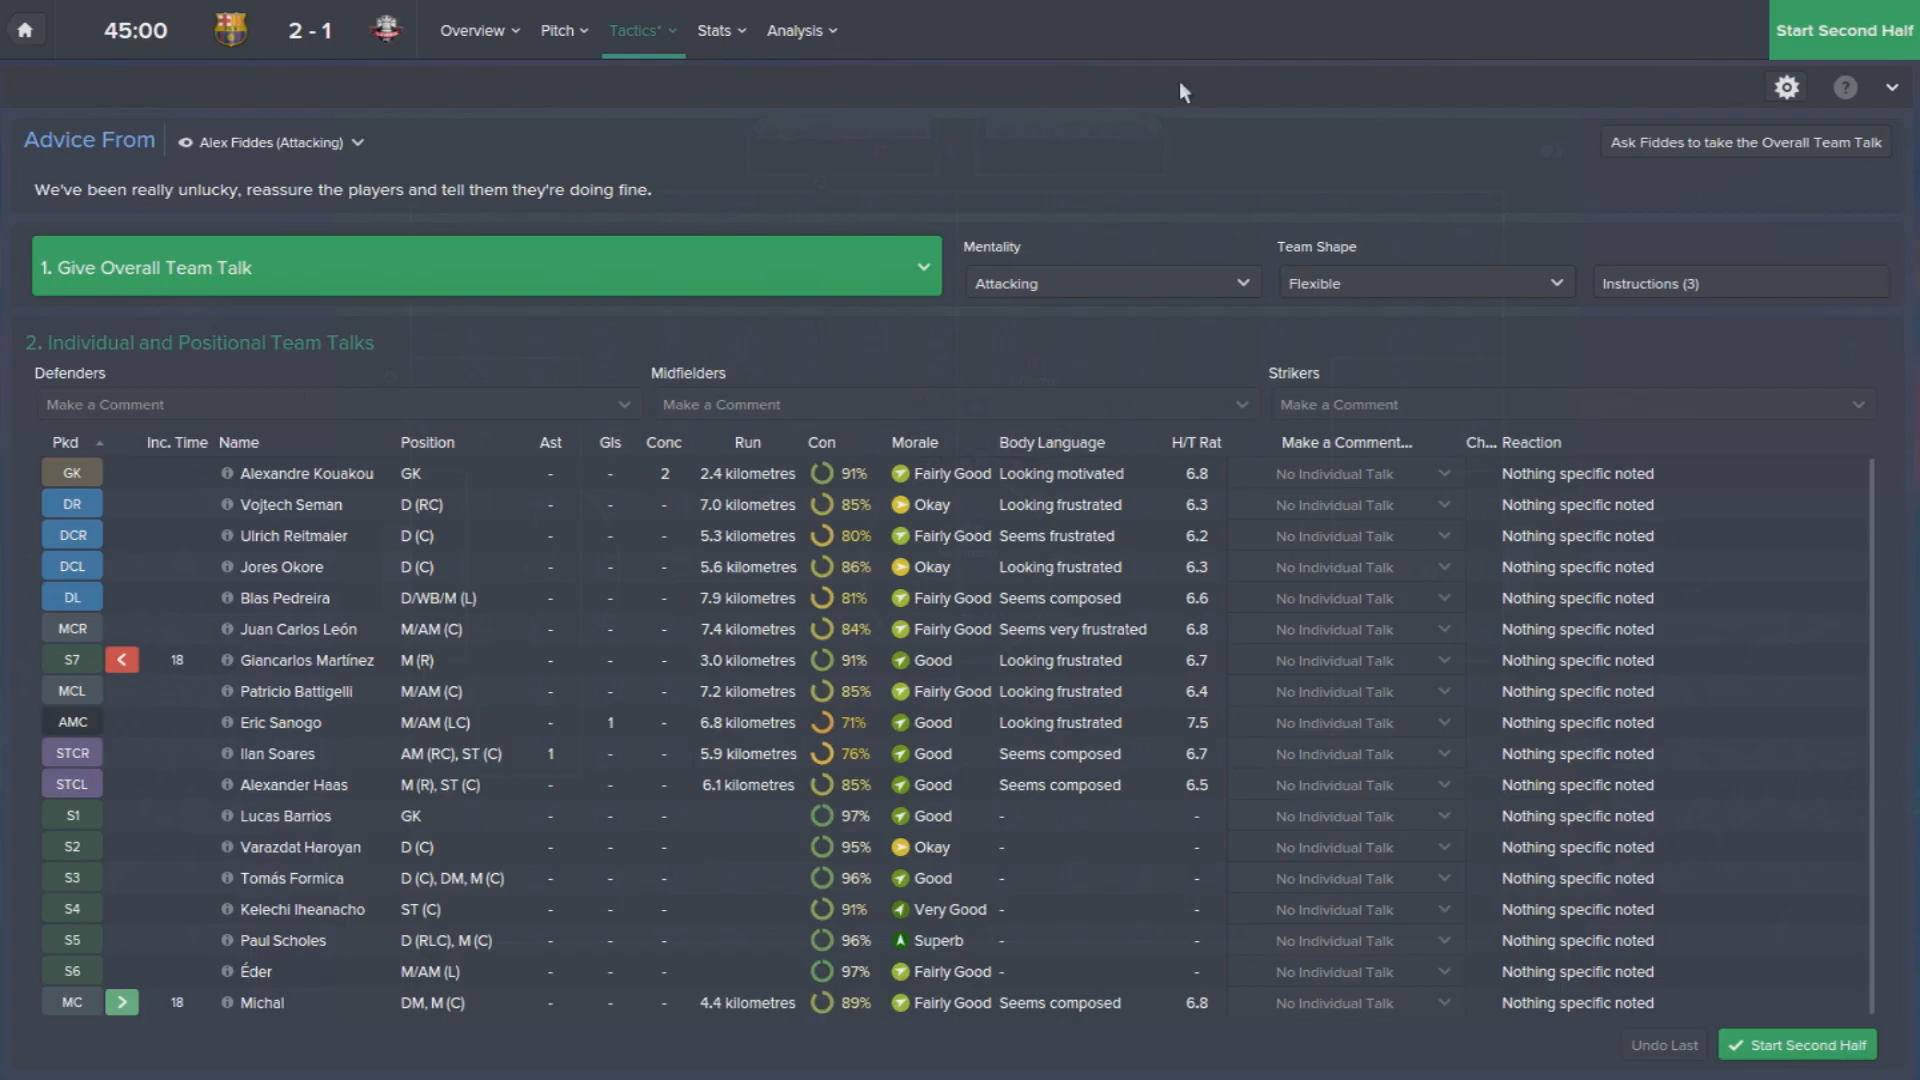 45:00 2 - 1 Overview Pitch Tactics* Stats Analysis Start Second Half
?
Advice From Alex Fiddes (Attacking) Ask Fiddes to take the Overall Team Talk
We've been really unlucky, reassure the players and tell them they're doing fine.
Mentality Team Shape
1. Give Overall Team Talk
Attacking Flexible Instructions (3)
2. Individual and Positional Team Talks
Defenders Midfielders Strikers
Make a Comment Make a Comment Make a Comment
Pkd Inc. Time Name Position Ast Gls Conc Run Con Morale Body Language H/T Rat Make a Comment... Ch... Reaction
GK Alexandre Kouakou GK - - 2 2.4 kilometres 91% Fairly Good Looking motivated 6.8 No Individual Talk Nothing specific noted
DR Vojtech Seman D (RC) - - - 7.0 kilometres 85% Okay Looking frustrated 6.3 No Individual Talk Nothing specific noted
DCR Ulrich Reitmaier D (C) - - - 5.3 kilometres 80% Fairly Good Seems frustrated 6.2 No Individual Talk Nothing specific noted
DCL Jores Okore D (C) - - - 5.6 kilometres 86% Okay Looking frustrated 6.3 No Individual Talk Nothing specific noted
DL Blas Pedreira D/WB/M (L) - - - 7.9 kilometres 81% Fairly Good Seems composed 6.6 No Individual Talk Nothing specific noted
MCR Juan Carlos León M/AM (C) - - - 7.4 kilometres 84% Fairly Good Seems very frustrated 6.8 No Individual Talk Nothing specific noted
S7 18 Giancarlos Martínez M (R) - - - 3.0 kilometres 91% Good Looking frustrated 6.7 No Individual Talk Nothing specific noted
MCL Patricio Battigelli M/AM (C) - - - 7.2 kilometres 85% Fairly Good Looking frustrated 6.4 No Individual Talk Nothing specific noted
AMC Eric Sanogo M/AM (LC) - 1 - 6.8 kilometres 71% Good Looking frustrated 7.5 No Individual Talk Nothing specific noted
STCR Ilan Soares AM (RC), ST (C) 1 - - 5.9 kilometres 76% Good Seems composed 6.7 No Individual Talk Nothing specific noted
STCL Alexander Haas M (R), ST (C) - - - 6.1 kilometres 85% Good Seems composed 6.5 No Individual Talk Nothing specific noted
S1 Lucas Barrios GK - - - 97% Good - - No Individual Talk Nothing specific noted
S2 Varazdat Haroyan D (C) - - - 95% Okay - - No Individual Talk Nothing specific noted
S3 Tomás Formica D (C), DM, M (C) - - - 96% Good - - No Individual Talk Nothing specific noted
S4 Kelechi Iheanacho ST (C) - - - 91% Very Good - - No Individual Talk Nothing specific noted
S5 Paul Scholes D (RLC), M (C) - - - 96% Superb - - No Individual Talk Nothing specific noted
S6 Éder M/AM (L) - - - 97% Fairly Good - - No Individual Talk Nothing specific noted
MC 18 Michal DM, M (C) - - - 4.4 kilometres 89% Fairly Good Seems composed 6.8 No Individual Talk Nothing specific noted
Undo Last Start Second Half